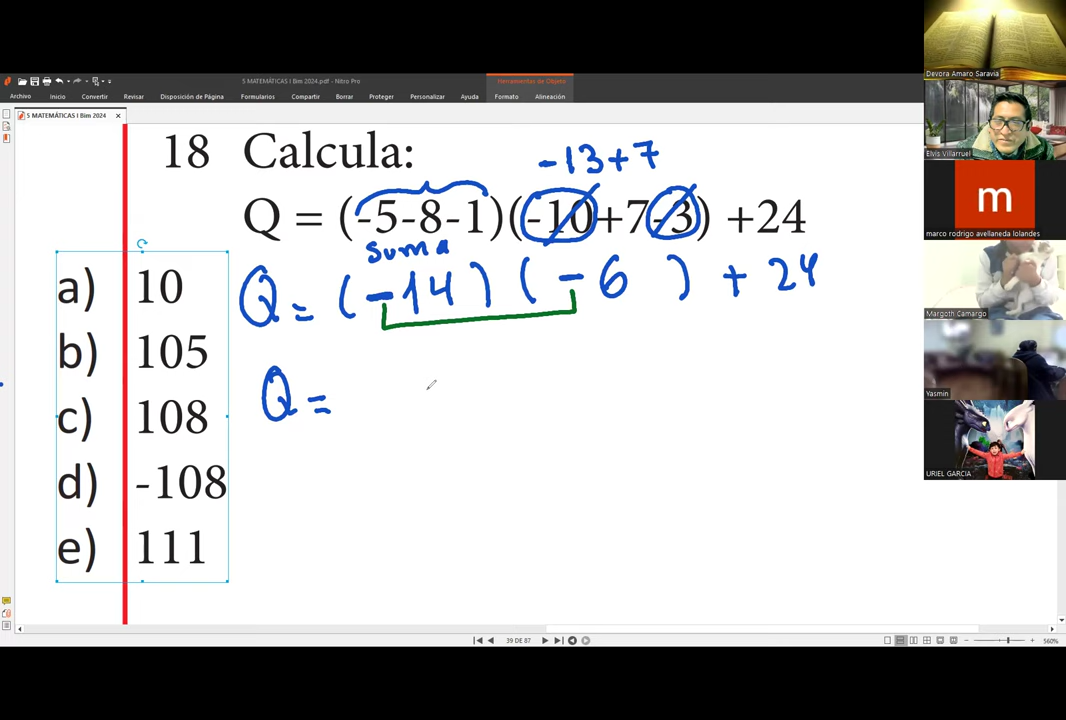 5 MATEMÁTICAS I Bim 2024.pdf - Nitro Pro
Herramientas de Objeto
Archivo Inicio Convertir Revisar Disposición de Página Formularios Compartir Borrar Proteger Personalizar Ayuda Formato Alineación
5 MATEMÁTICAS I Bim 2024
18 Calcula:
-13+7
Q = (-5-8-1)(-10+7-3) +24
suma
Q = (-14) (-6) + 24
Q =
a) 10
b) 105
c) 108
d) -108
e) 111
39 DE 87
560%
Devora Amaro Saravia
Elvis Villarruel
m
marco rodrigo avellaneda lolandes
Margoth Camargo
Yasmin
URIEL GARCIA